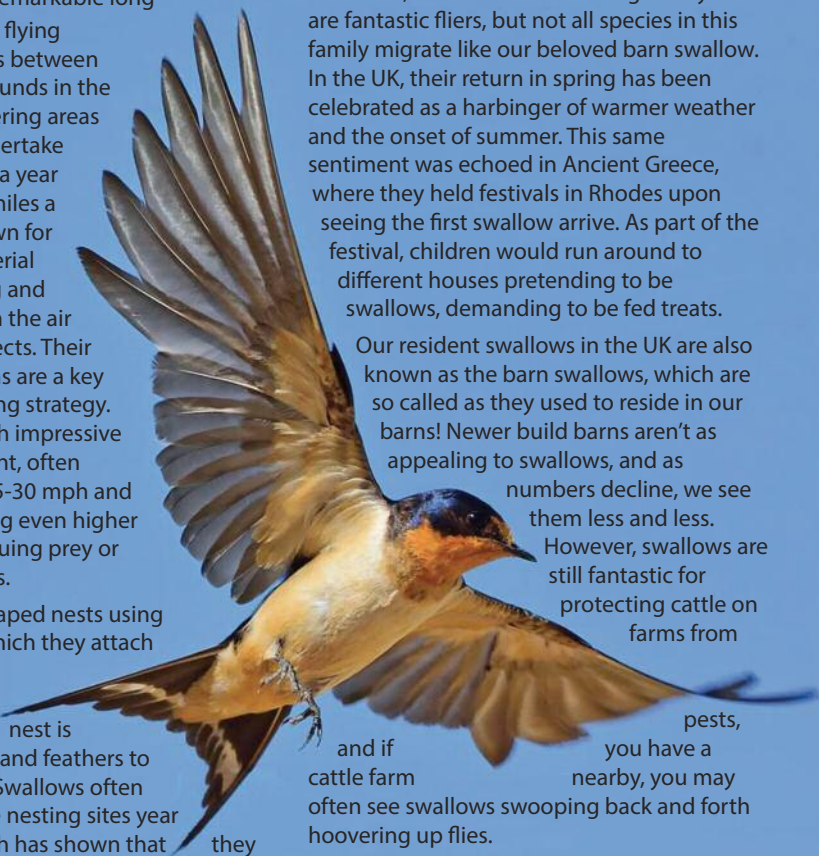 emarkable long
flying
s between
unds in the
ering areas
ertake
a year
niles a
wn for
erial
g and
n the air
ects. Their
ns are a key
ng strategy.
h impressive
nt, often
5-30 mph and
g even higher
uing prey or
s.
aped nests using
hich they attach
nest is
and feathers to
Swallows often
e nesting sites year
h has shown that they
are fantastic fliers, but not all species in this
family migrate like our beloved barn swallow.
In the UK, their return in spring has been
celebrated as a harbinger of warmer weather
and the onset of summer. This same
sentiment was echoed in Ancient Greece,
where they held festivals in Rhodes upon
seeing the first swallow arrive. As part of the
festival, children would run around to
different houses pretending to be
swallows, demanding to be fed treats.
Our resident swallows in the UK are also
known as the barn swallows, which are
so called as they used to reside in our
barns! Newer build barns aren’t as
appealing to swallows, and as
numbers decline, we see
them less and less.
However, swallows are
still fantastic for
protecting cattle on
farms from
pests,
and if you have a
cattle farm nearby, you may
often see swallows swooping back and forth
hoovering up flies.